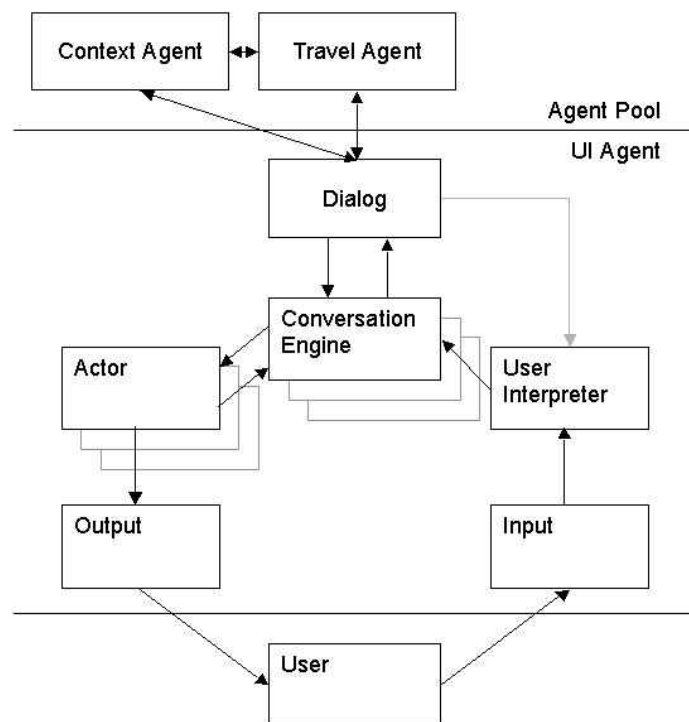 Context Agent
Travel Agent
Agent Pool
UI Agent
Dialog
Conversation
Engine
Actor
User
Interpreter
Output
Input
User